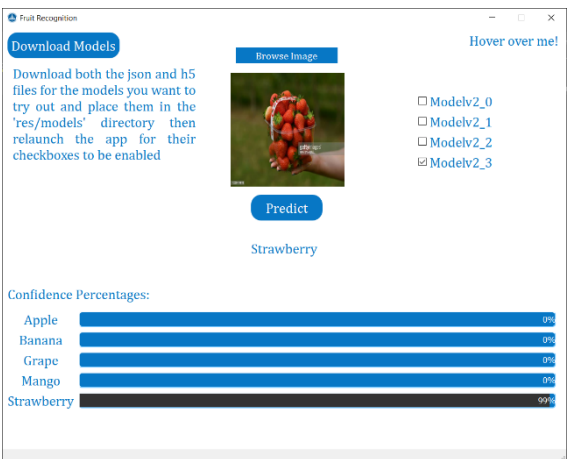 Fruit Recognition
Download Models
Hover over me!
Browse Image
Download both the json and h5
files for the models you want to
try out and place them in the
'res/models' directory then
relaunch the app for their
checkboxes to be enabled
Modelv2_0
Modelv2_1
Modelv2_2
Modelv2_3
Predict
Strawberry
Confidence Percentages:
Apple 0%
Banana 0%
Grape 0%
Mango 0%
Strawberry 99%